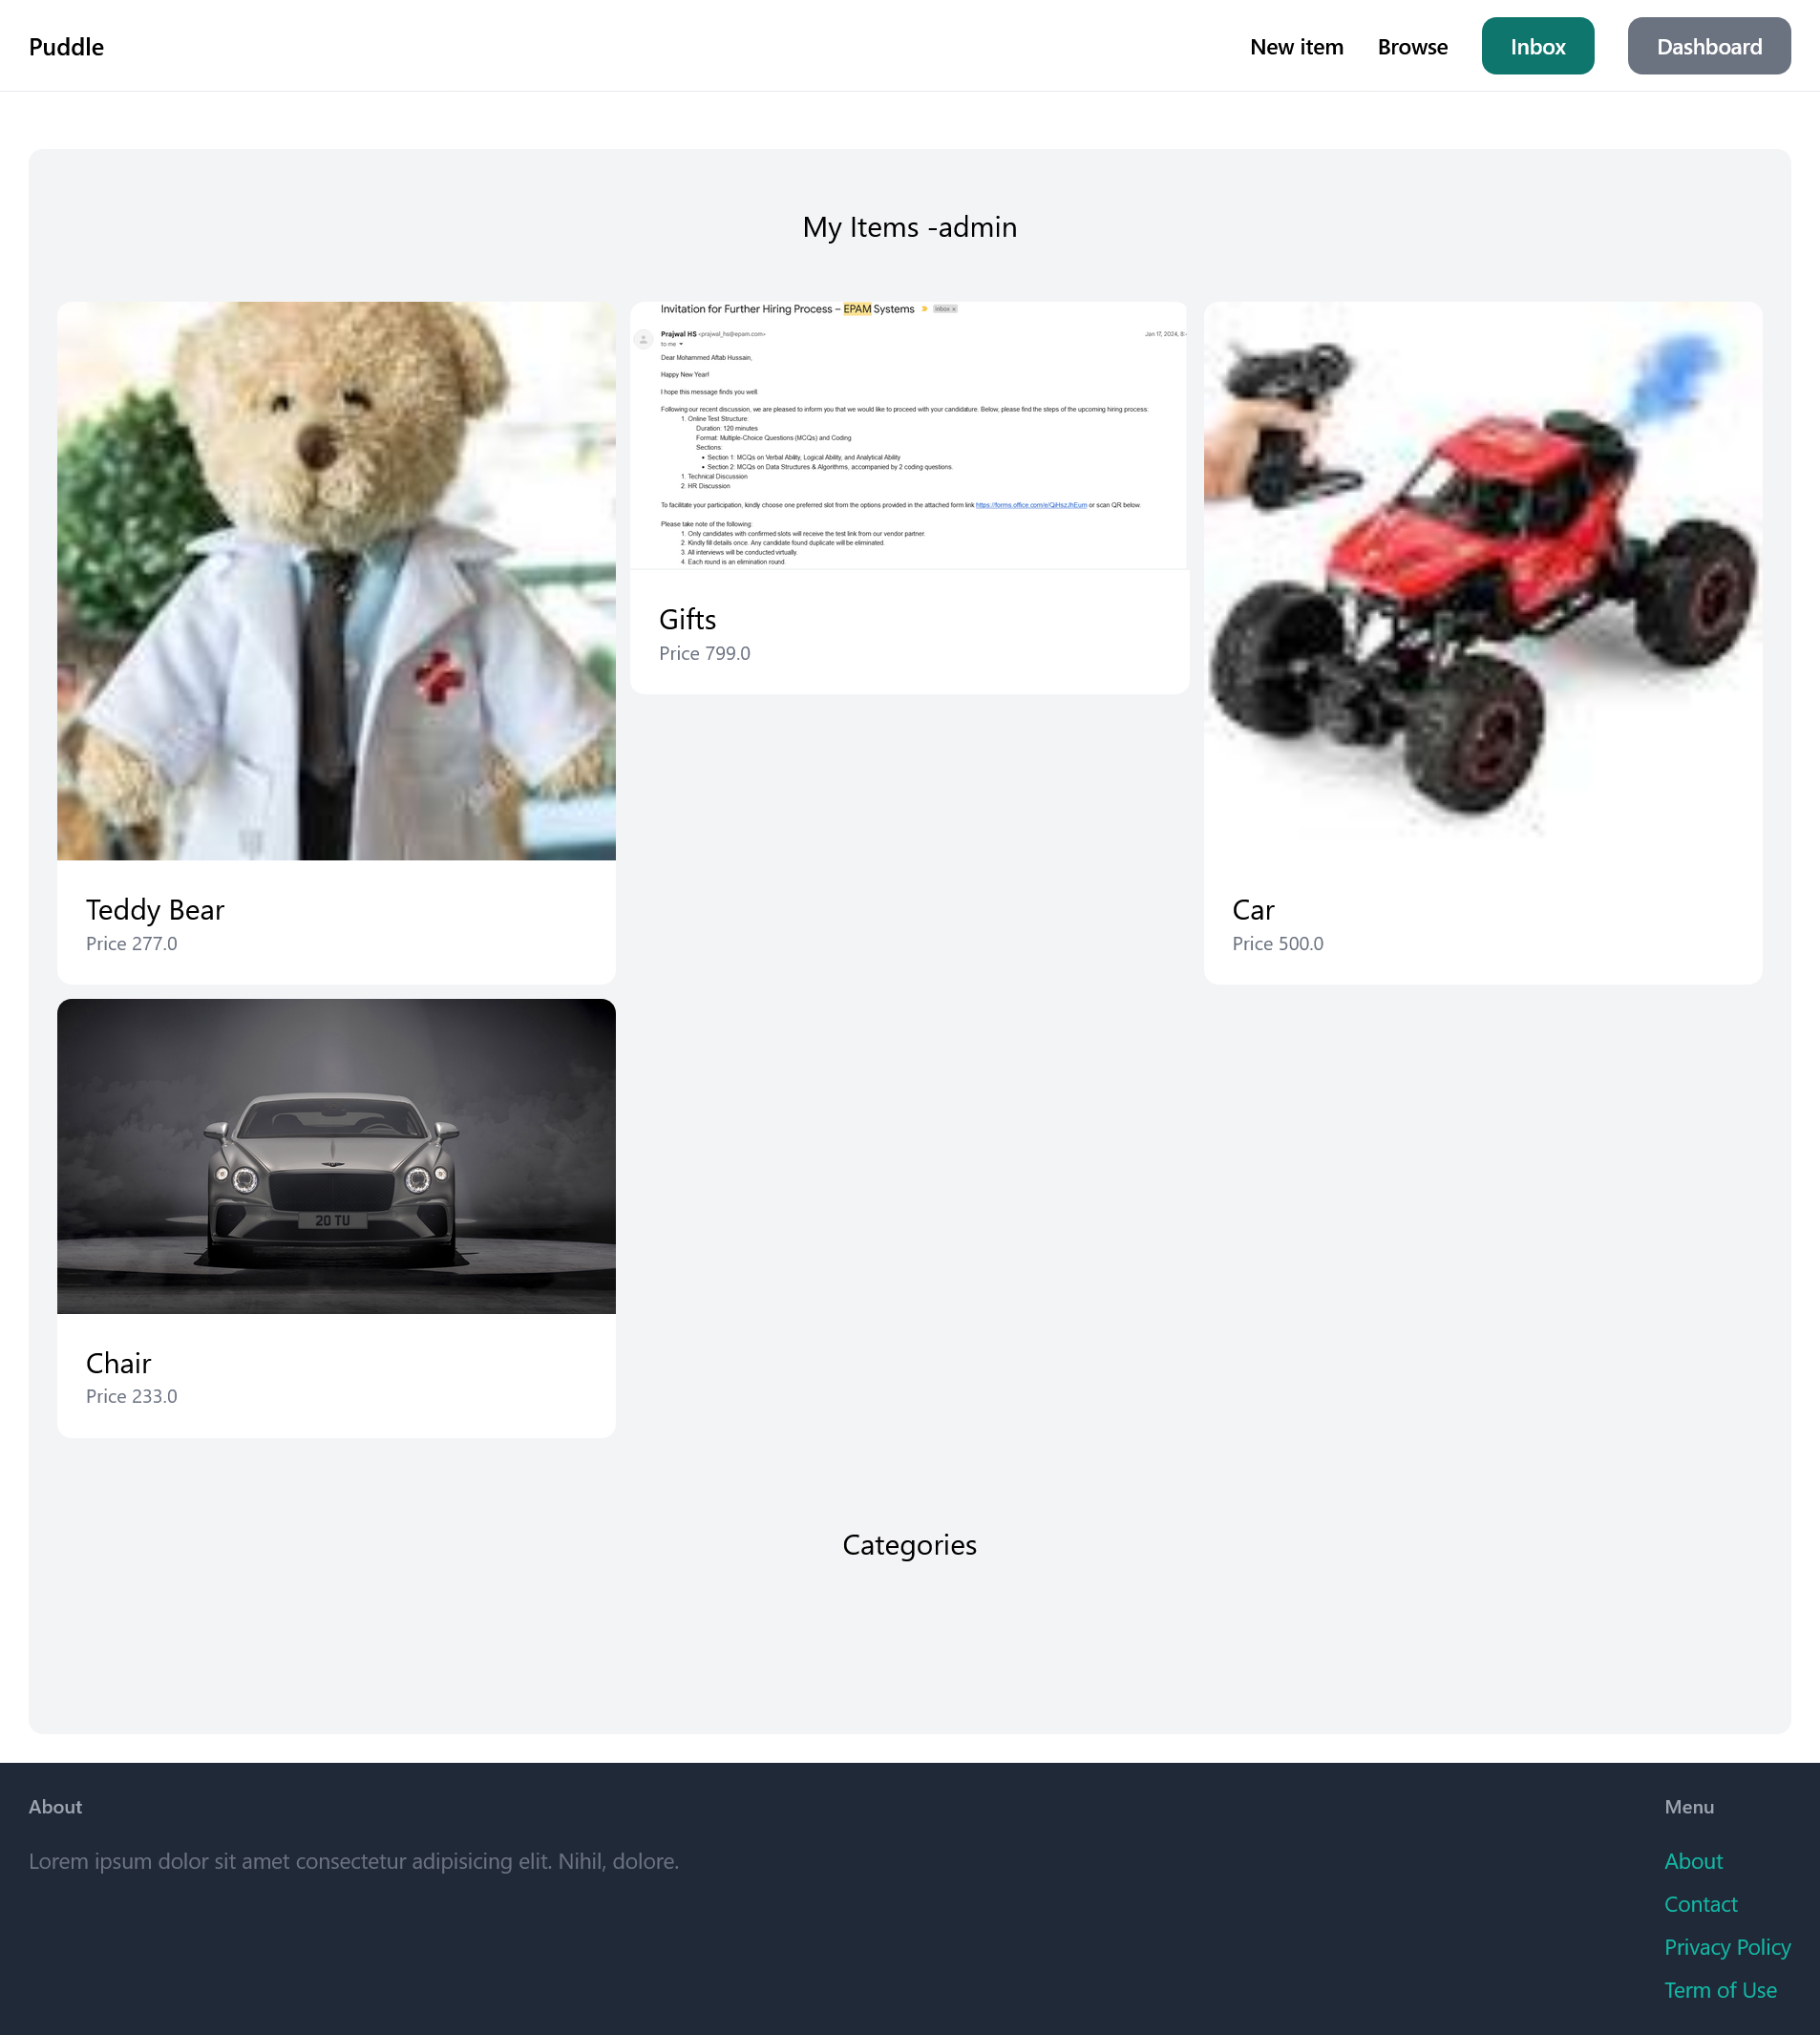 Puddle
New item
Browse
Inbox
Dashboard
My Items -admin
Invitation for Further Hiring Process – EPAM Systems
Inbox x
Prajwal HS <prajwal_hs@epam.com>
Jan 17, 2024, 8:
to me
Dear Mohammed Aftab Hussain,
Happy New Year!
I hope this message finds you well.
Following our recent discussion, we are pleased to inform you that we would like to proceed with your candidature. Below, please find the steps of the upcoming hiring process:
1. Online Test Structure:
Duration: 120 minutes
Format: Multiple-Choice Questions (MCQs) and Coding
Sections:
• Section 1: MCQs on Verbal Ability, Logical Ability, and Analytical Ability
• Section 2: MCQs on Data Structures & Algorithms, accompanied by 2 coding questions.
1. Technical Discussion
2. HR Discussion
To facilitate your participation, kindly choose one preferred slot from the options provided in the attached form link or scan QR below.
Please take note of the following:
1. Only candidates with confirmed slots will receive the test link from our vendor partner.
2. Kindly fill details once. Any candidate found duplicate will be eliminated.
3. All interviews will be conducted virtually.
4. Each round is an elimination round.
Gifts
Price 799.0
Teddy Bear
Price 277.0
Car
Price 500.0
20 TU
Chair
Price 233.0
Categories
About
Lorem ipsum dolor sit amet consectetur adipisicing elit. Nihil, dolore.
Menu
About
Contact
Privacy Policy
Term of Use